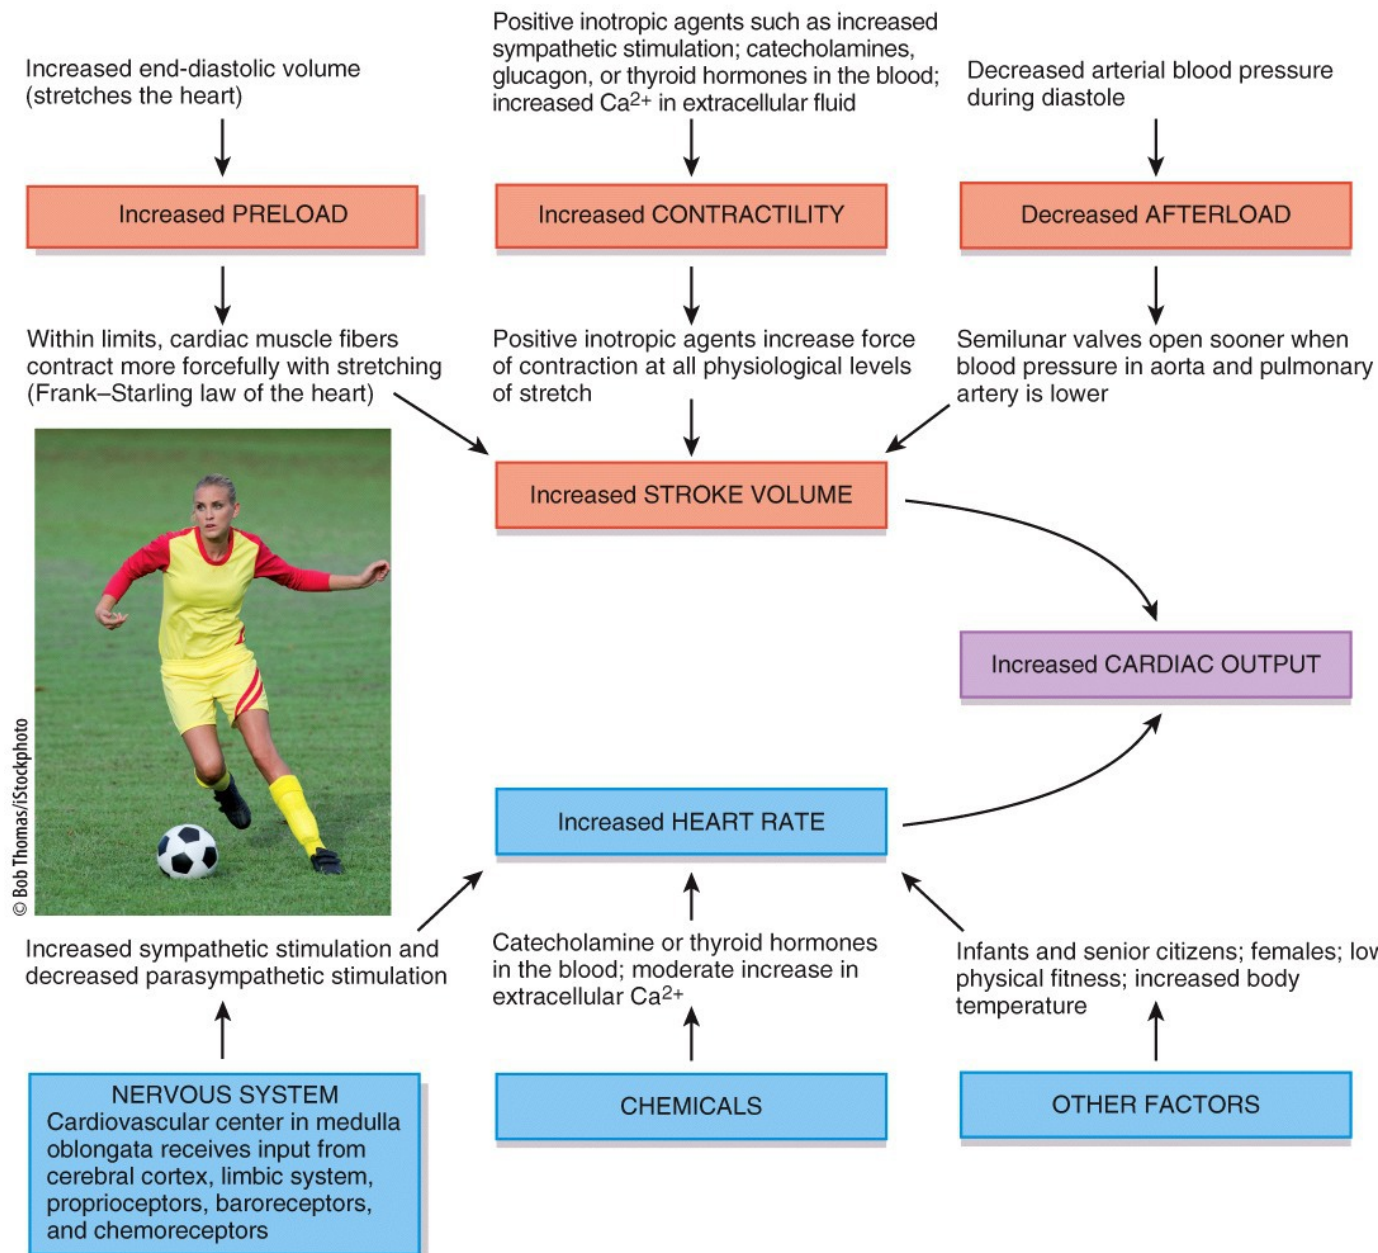 Increased end-diastolic volume
(stretches the heart)
Positive inotropic agents such as increased
sympathetic stimulation; catecholamines,
glucagon, or thyroid hormones in the blood;
increased Ca²⁺ in extracellular fluid
Decreased arterial blood pressure
during diastole
Increased PRELOAD
Increased CONTRACTILITY
Decreased AFTERLOAD
Within limits, cardiac muscle fibers
contract more forcefully with stretching
(Frank–Starling law of the heart)
Positive inotropic agents increase force
of contraction at all physiological levels
of stretch
Semilunar valves open sooner when
blood pressure in aorta and pulmonary
artery is lower
Increased STROKE VOLUME
Increased CARDIAC OUTPUT
© Bob Thomas/iStockphoto
Increased HEART RATE
Increased sympathetic stimulation and
decreased parasympathetic stimulation
Catecholamine or thyroid hormones
in the blood; moderate increase in
extracellular Ca²⁺
Infants and senior citizens; females; low
physical fitness; increased body
temperature
NERVOUS SYSTEM
Cardiovascular center in medulla
oblongata receives input from
cerebral cortex, limbic system,
proprioceptors, baroreceptors,
and chemoreceptors
CHEMICALS
OTHER FACTORS